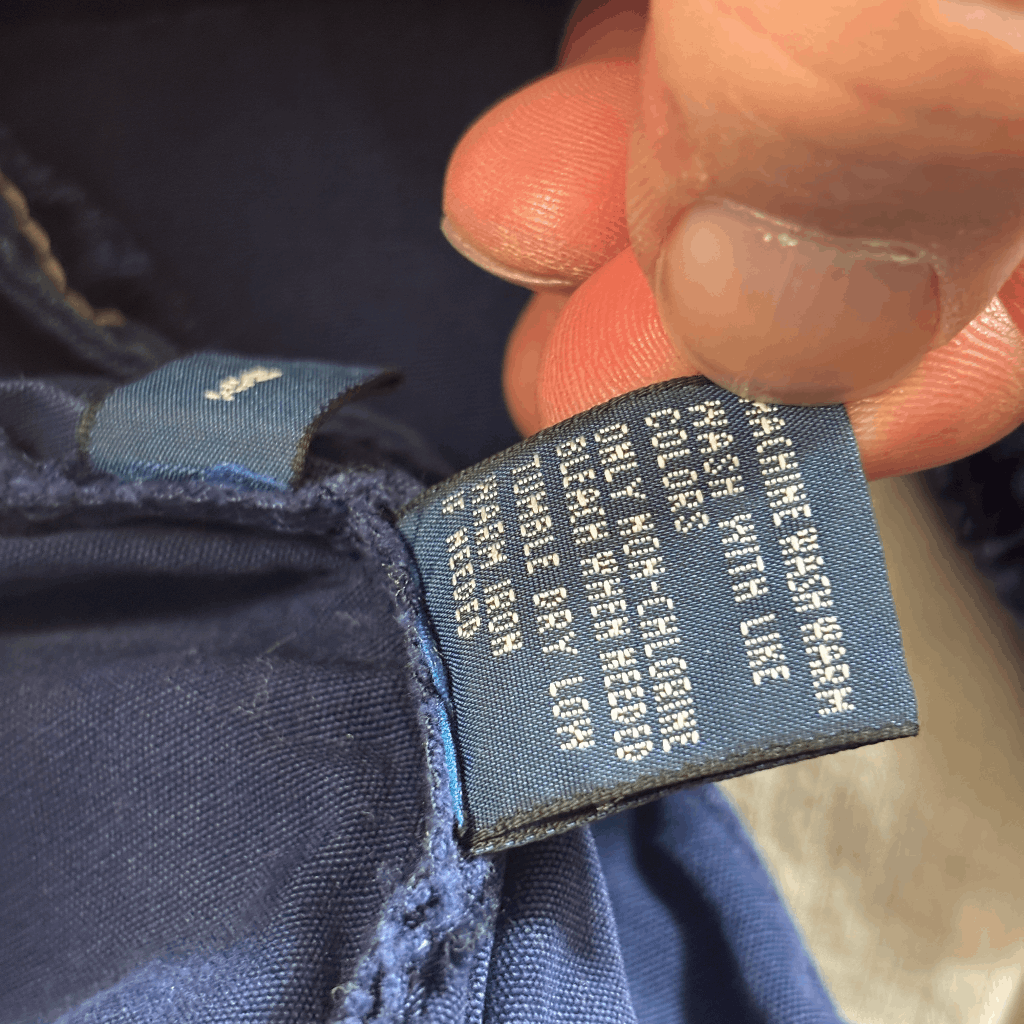 MACHINE WASH WARM
WASH WITH LIKE
COLORS
ONLY NON-CHLORINE
BLEACH WHEN NEEDED
TUMBLE DRY LOW
WARM IRON
IF NEEDED